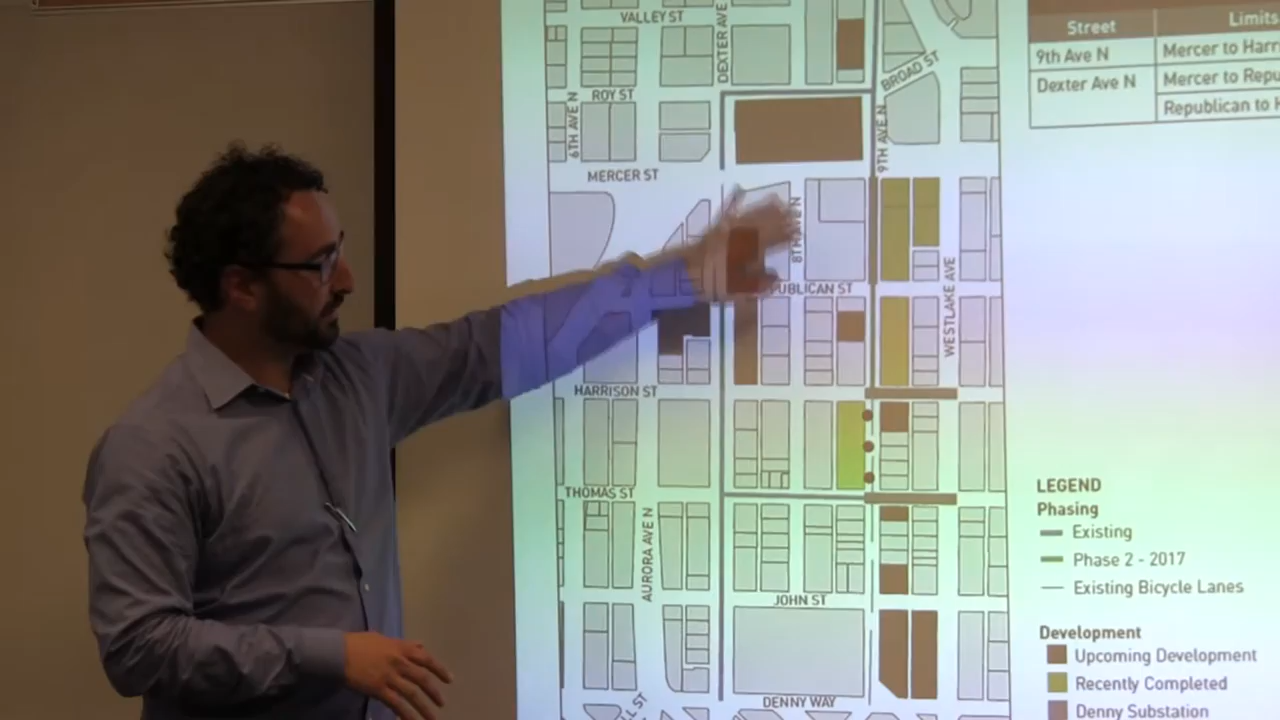 VALLEY ST
DEXTER AVE
BROAD ST
ROY ST
6TH AVE N
9TH AVE N
MERCER ST
8TH AVE N
PUBLICAN ST
WESTLAKE AVE
HARRISON ST
THOMAS ST
AURORA AVE N
JOHN ST
DENNY WAY
LL ST
Street Limits
9th Ave N Mercer to Harr
Dexter Ave N Mercer to Repu
Republican to H
LEGEND
Phasing
Existing
Phase 2 - 2017
Existing Bicycle Lanes
Development
Upcoming Development
Recently Completed
Denny Substation